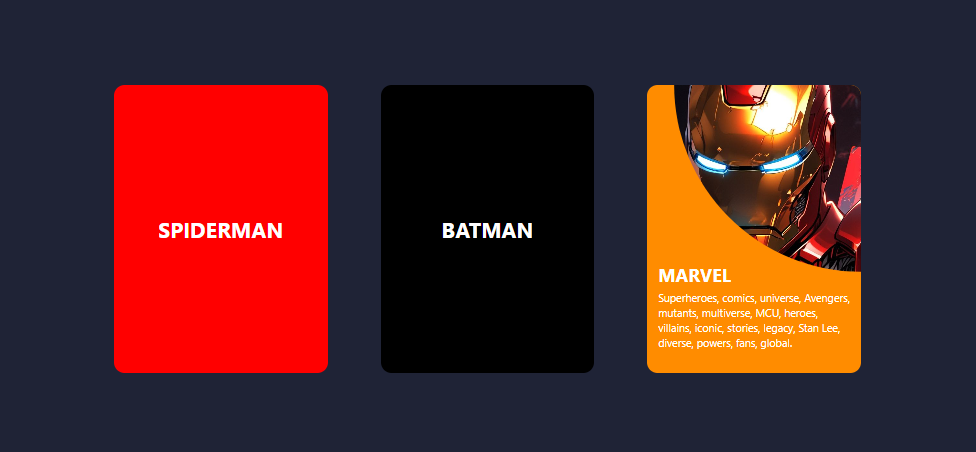 SPIDERMAN
BATMAN
MARVEL
Superheroes, comics, universe, Avengers,
mutants, multiverse, MCU, heroes,
villains, iconic, stories, legacy, Stan Lee,
diverse, powers, fans, global.